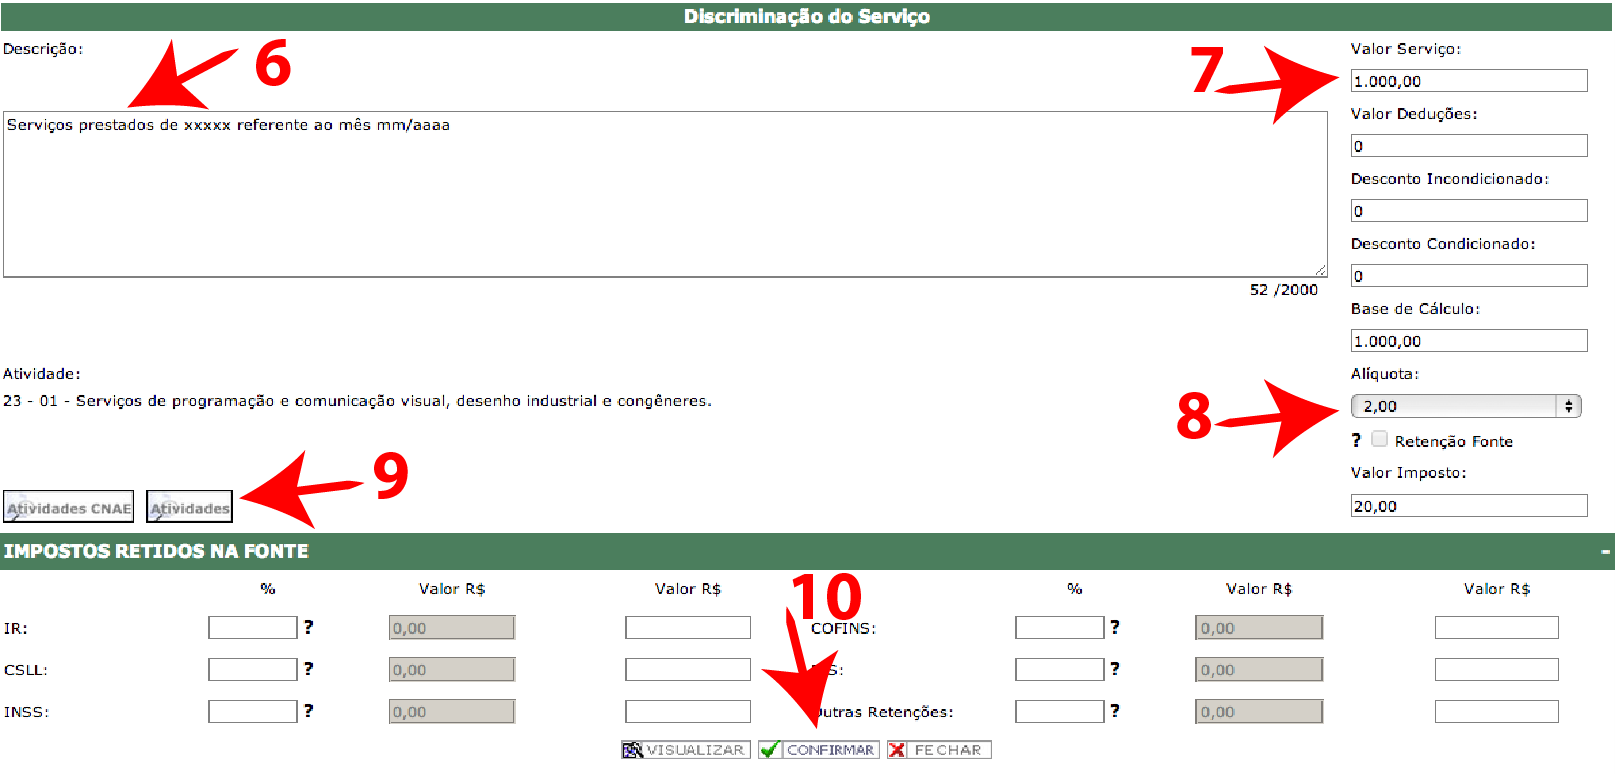 Discriminação do Serviço
Descrição:
6
Serviços prestados de xxxxx referente ao mês mm/aaaa
52 /2000
7
Valor Serviço:
1.000,00
Valor Deduções:
0
Desconto Incondicionado:
0
Desconto Condicionado:
0
Base de Cálculo:
1.000,00
Atividade:
23 - 01 - Serviços de programação e comunicação visual, desenho industrial e congêneres.
8
Alíquota:
2,00
? Retenção Fonte
Valor Imposto:
20,00
9
Atividades CNAE Atividades
IMPOSTOS RETIDOS NA FONTE -
% Valor R$ Valor R$ % Valor R$ Valor R$
10
IR: ? 0,00 COFINS: ? 0,00
CSLL: ? 0,00 S: ? 0,00
INSS: ? 0,00 Outras Retenções: ? 0,00
VISUALIZAR CONFIRMAR FECHAR